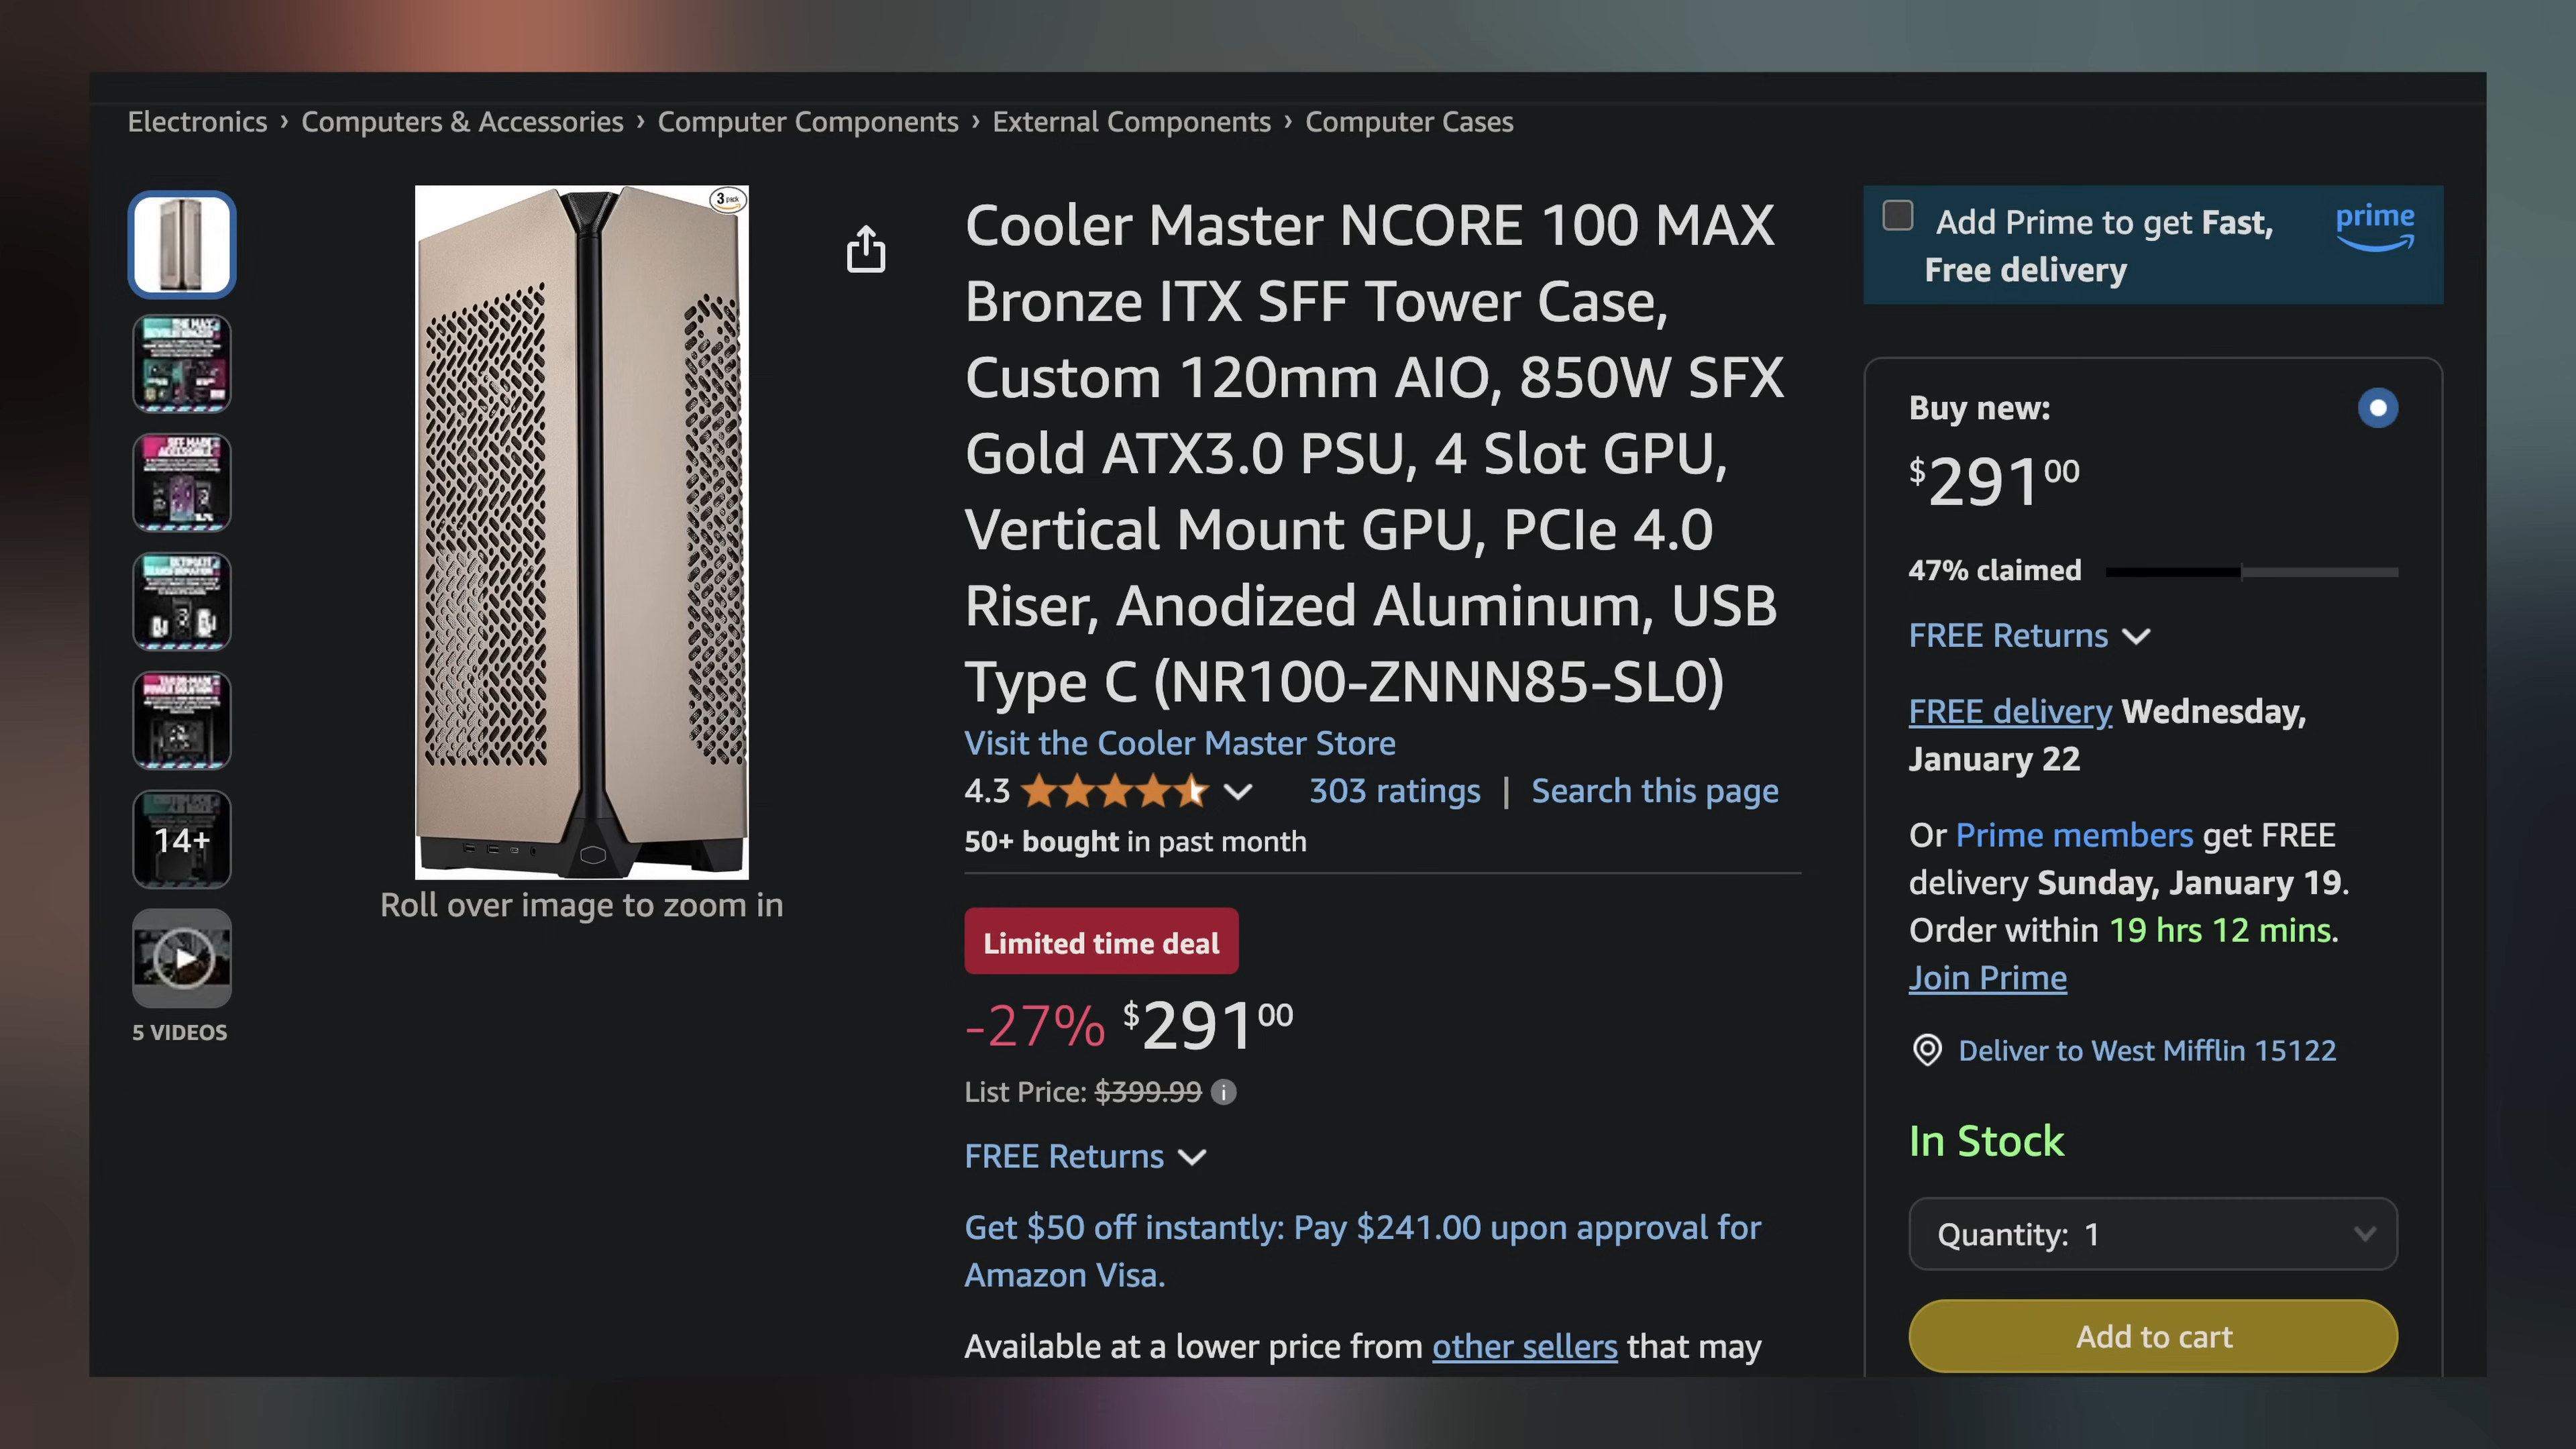 Electronics › Computers & Accessories › Computer Components › External Components › Computer Cases
3 pack
14+
5 VIDEOS
Roll over image to zoom in
Cooler Master NCORE 100 MAX
Bronze ITX SFF Tower Case,
Custom 120mm AIO, 850W SFX
Gold ATX3.0 PSU, 4 Slot GPU,
Vertical Mount GPU, PCIe 4.0
Riser, Anodized Aluminum, USB
Type C (NR100-ZNNN85-SL0)
Visit the Cooler Master Store
4.3 303 ratings | Search this page
50+ bought in past month
Limited time deal
-27% $291 00
List Price: $399.99
FREE Returns
Get $50 off instantly: Pay $241.00 upon approval for
Amazon Visa.
Available at a lower price from other sellers that may
Add Prime to get Fast,
Free delivery
prime
Buy new:
$291 00
47% claimed
FREE Returns
FREE delivery Wednesday,
January 22
Or Prime members get FREE
delivery Sunday, January 19.
Order within 19 hrs 12 mins.
Join Prime
Deliver to West Mifflin 15122
In Stock
Quantity: 1
Add to cart